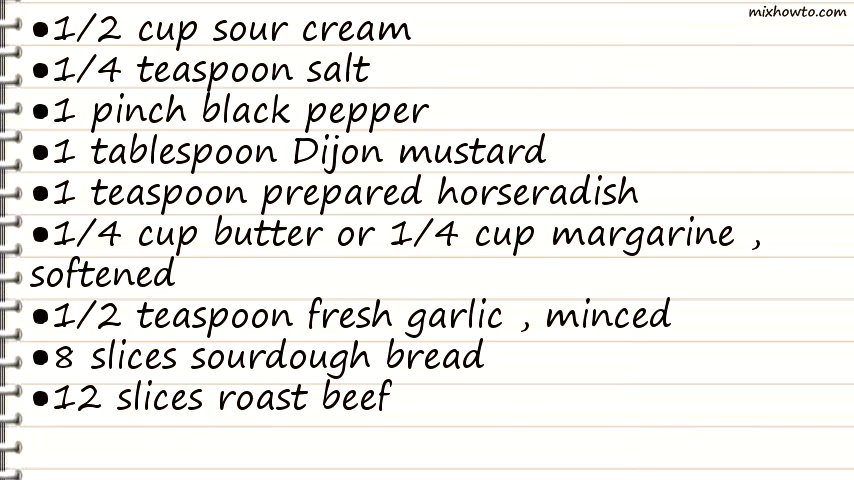 mixhowto.com
●1/2 cup sour cream
●1/4 teaspoon salt
●1 pinch black pepper
●1 tablespoon Dijon mustard
●1 teaspoon prepared horseradish
●1/4 cup butter or 1/4 cup margarine ,
softened
●1/2 teaspoon fresh garlic , minced
●8 slices sourdough bread
●12 slices roast beef